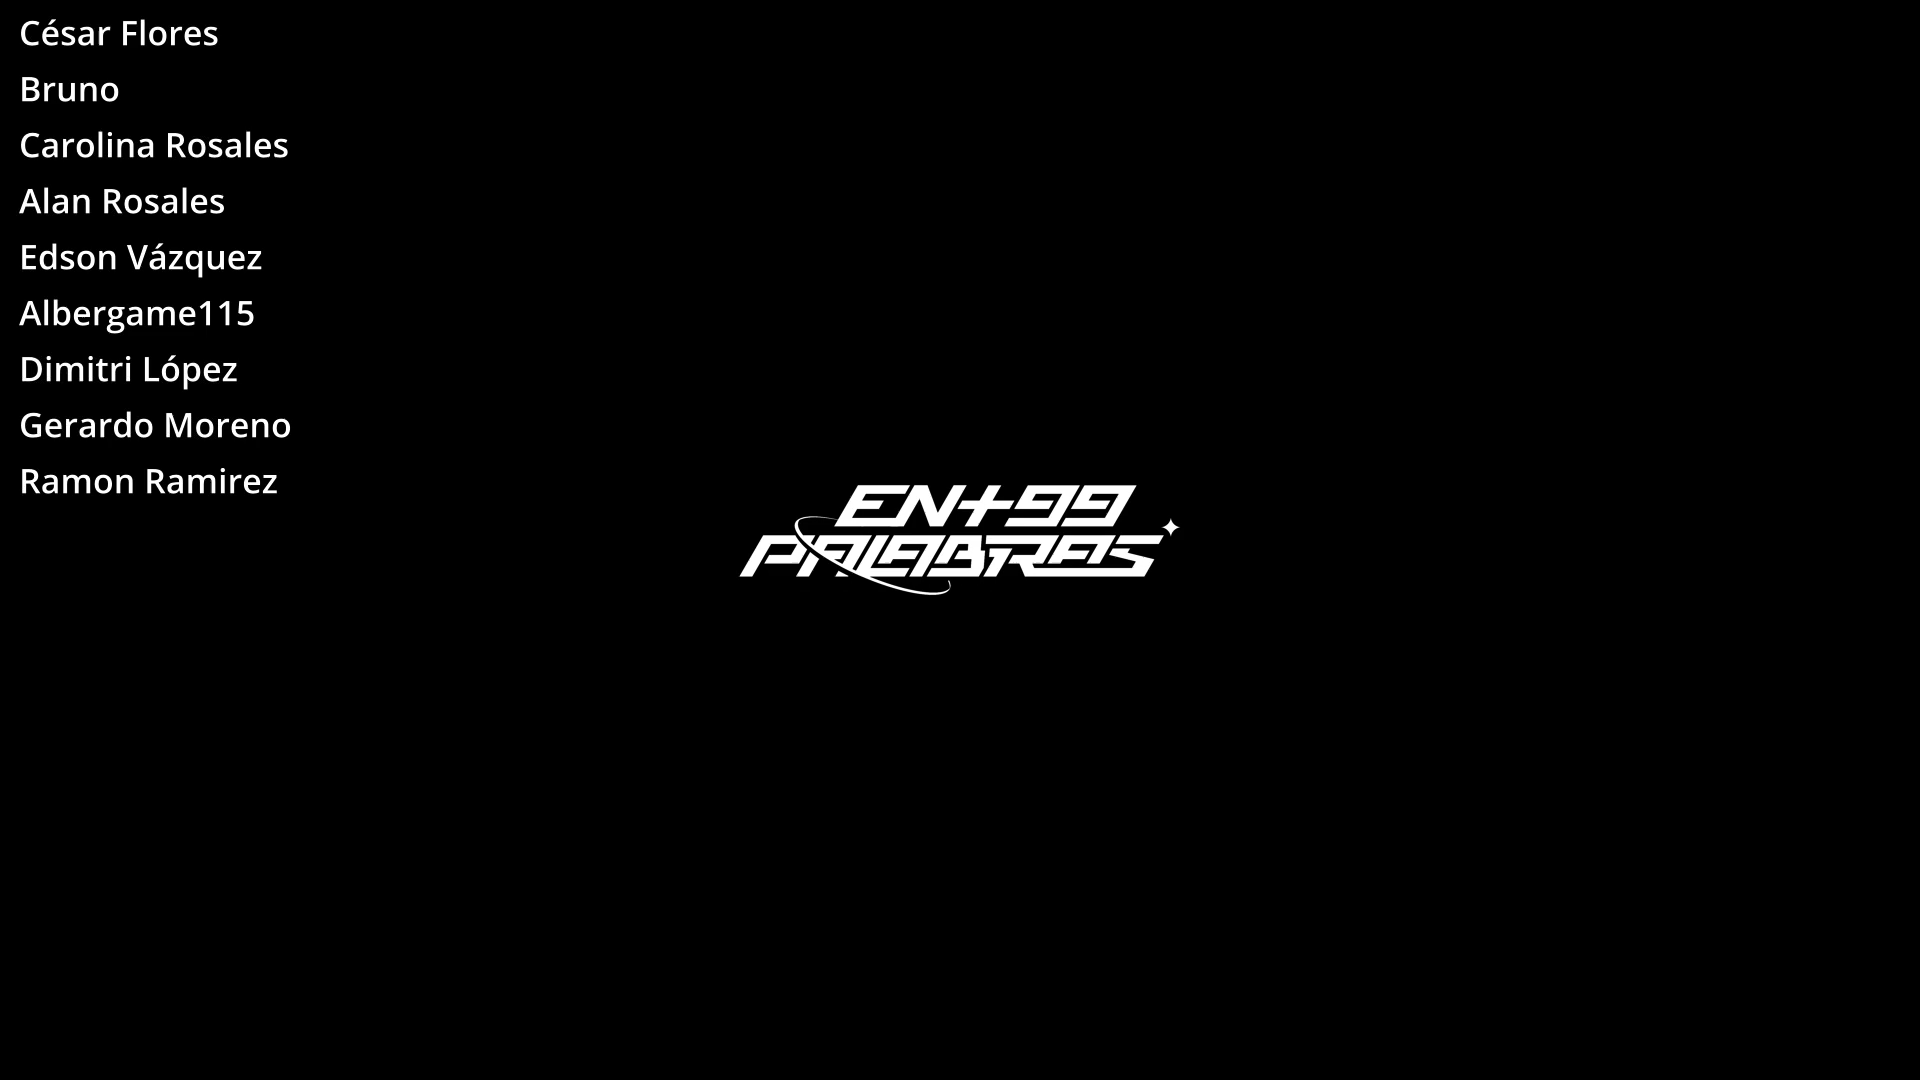 César Flores
Bruno
Carolina Rosales
Alan Rosales
Edson Vázquez
Albergame115
Dimitri López
Gerardo Moreno
Ramon Ramirez
EN +99
PALABRAS